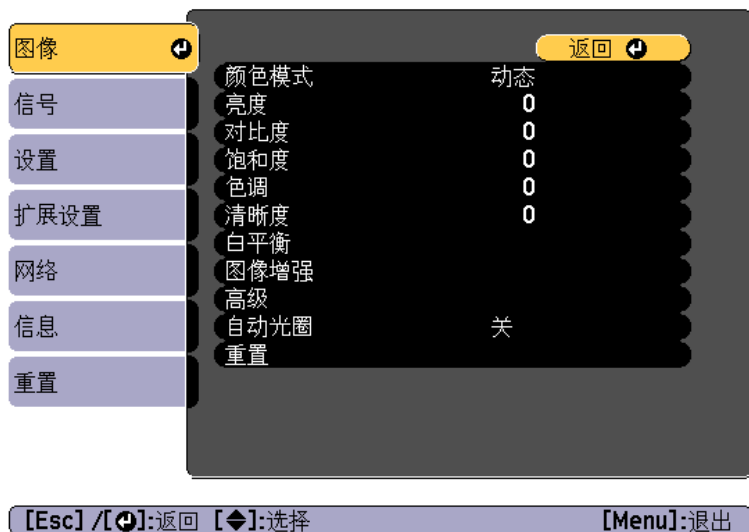 图像
信号
设置
扩展设置
网络
信息
重置
返回
颜色模式 动态
亮度 0
对比度 0
饱和度 0
色调 0
清晰度 0
白平衡
图像增强
高级
自动光圈 关
重置
[Esc] /[ ]:返回 [ ]:选择 [Menu]:退出